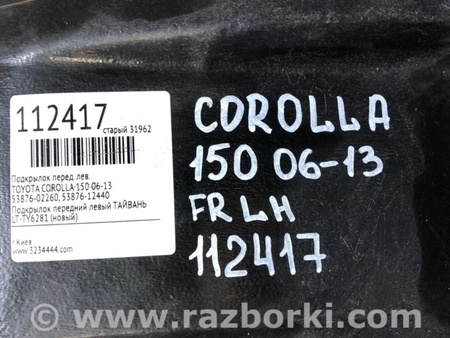 112417 старый 31962
Подкрылок перед.лев.
TOYOTA COROLLA 150 06-13
53876-02260, 53876-12440
Подкрылок передний левый ТАЙВАНЬ
LT-TY6281 (новый)
г.Киев
www.3234444.com
COROLLA
150 06-13
FR LH
112417
www.razborki.com